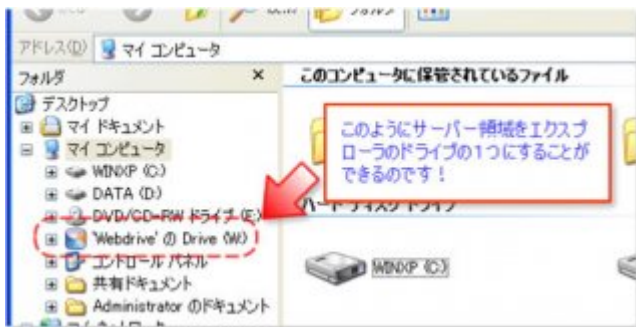 アドレス(D) マイ コンピュータ
フォルダ × このコンピュータに保管されているファイル
デスクトップ
マイ ドキュメント
マイ コンピュータ
WINXP (C:)
DATA (D:)
DVD/CD-RW ドライブ (E:)
'Webdrive' の Drive (W:)
コントロール パネル
共有ドキュメント
Administrator のドキュメント
このようにサーバー領域をエクスプ
ローラのドライブの1つにすることが
できるのです！
ハード ディスク ドライブ
WINXP (C:)